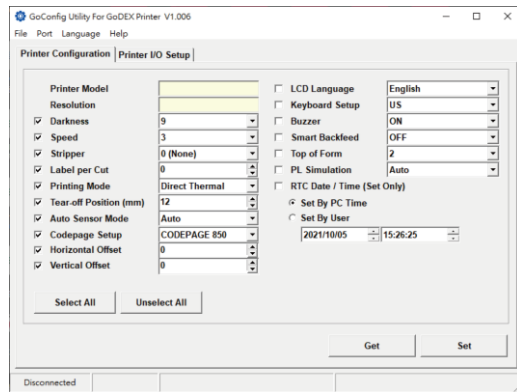 GoConfig Utility For GoDEX Printer V1.006
File Port Language Help
Printer Configuration Printer I/O Setup
Printer Model
Resolution
Darkness 9
Speed 3
Stripper 0 (None)
Label per Cut 0
Printing Mode Direct Thermal
Tear-off Position (mm) 12
Auto Sensor Mode Auto
Codepage Setup CODEPAGE 850
Horizontal Offset 0
Vertical Offset 0
Select All Unselect All
LCD Language English
Keyboard Setup US
Buzzer ON
Smart Backfeed OFF
Top of Form 2
PL Simulation Auto
RTC Date / Time (Set Only)
Set By PC Time
Set By User
2021/10/05 15:26:25
Get Set
Disconnected